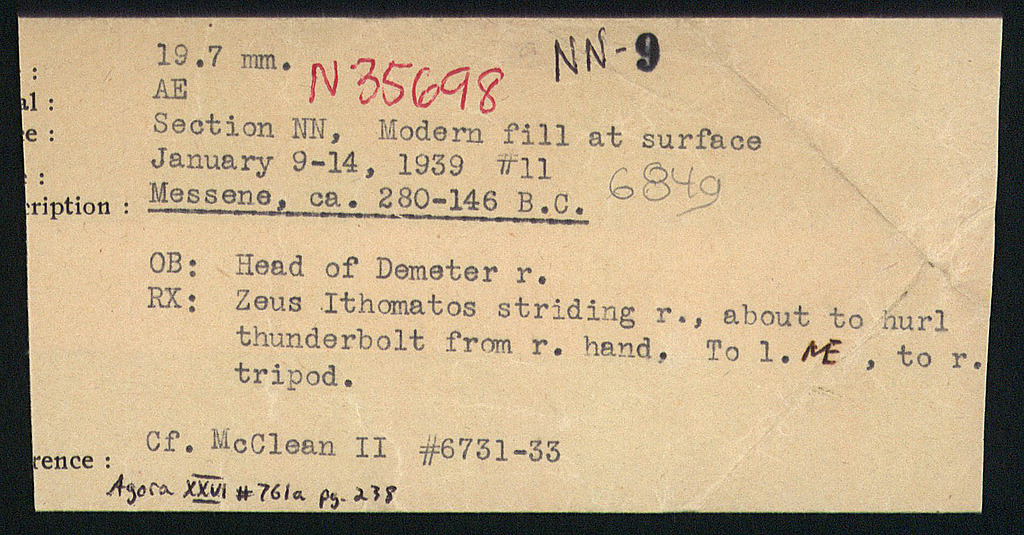 : 19.7 mm. NN-9
al : AE N35698
e : Section NN, Modern fill at surface
: January 9-14, 1939 #11
6849
cription : Messene, ca. 280-146 B.C.
OB: Head of Demeter r.
RX: Zeus Ithomatos striding r., about to hurl
thunderbolt from r. hand. To l. ME , to r.
tripod.
rence : Cf. McClean II #6731-33
Agora XXVI #761a pg. 238